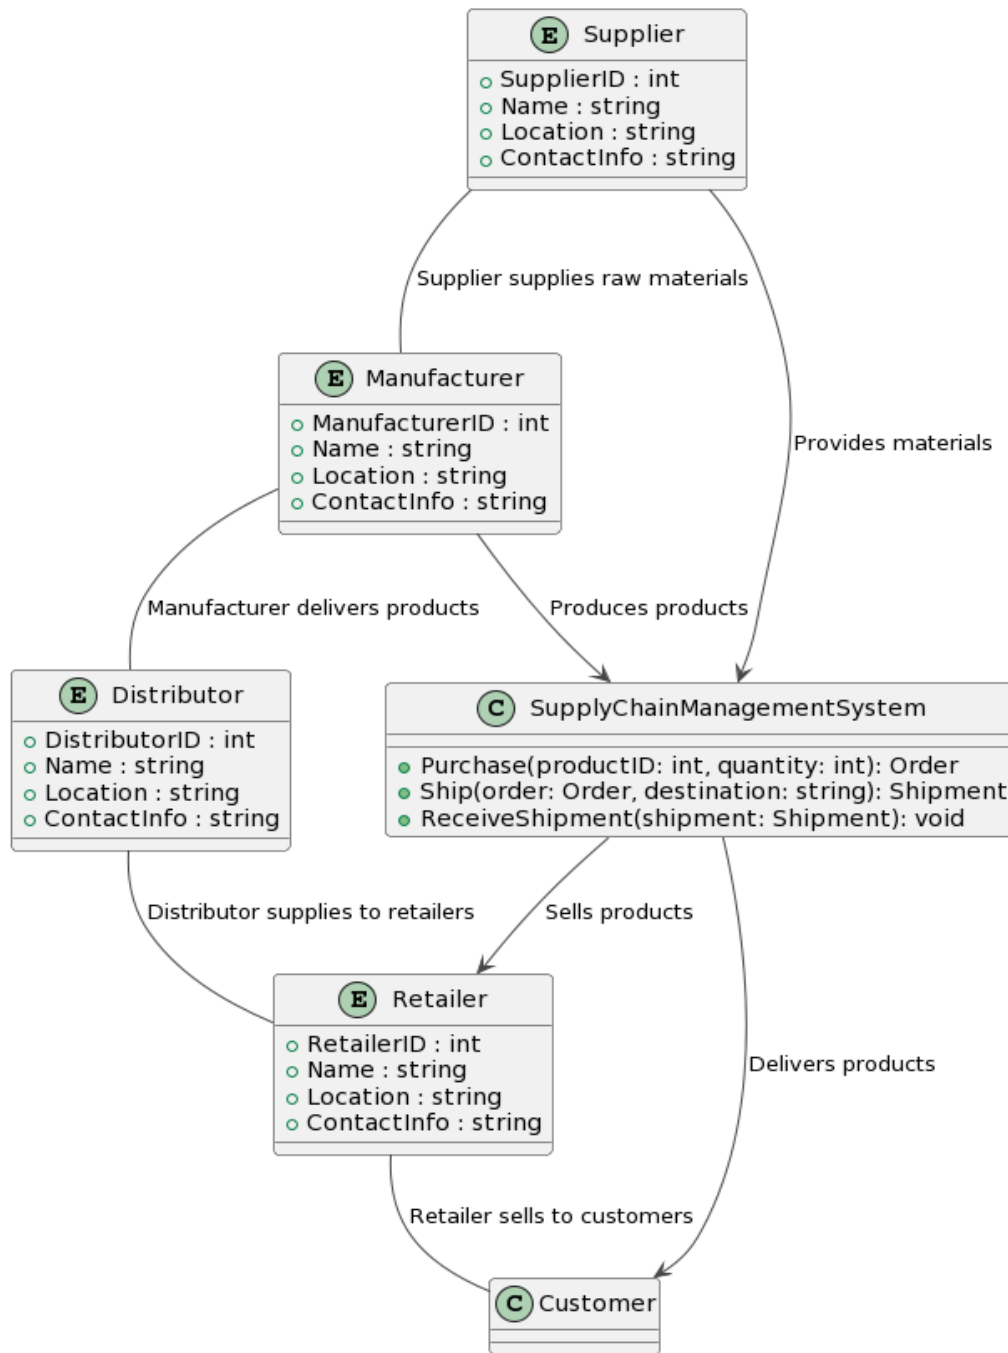 E Supplier
SupplierID : int
Name : string
Location : string
ContactInfo : string
Supplier supplies raw materials
E Manufacturer
ManufacturerID : int
Name : string
Location : string
ContactInfo : string
Provides materials
Manufacturer delivers products
Produces products
E Distributor
DistributorID : int
Name : string
Location : string
ContactInfo : string
C SupplyChainManagementSystem
Purchase(productID: int, quantity: int): Order
Ship(order: Order, destination: string): Shipment
ReceiveShipment(shipment: Shipment): void
Distributor supplies to retailers
Sells products
E Retailer
RetailerID : int
Name : string
Location : string
ContactInfo : string
Delivers products
Retailer sells to customers
C Customer